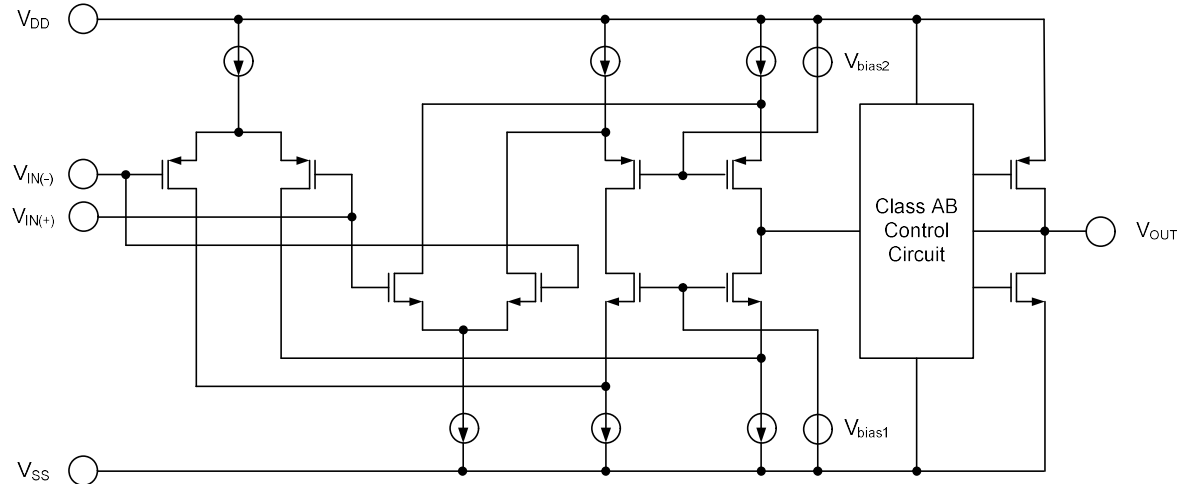 VDD
Vbias2
VIN(-)
VIN(+)
Class AB
Control
Circuit
VOUT
Vbias1
VSS